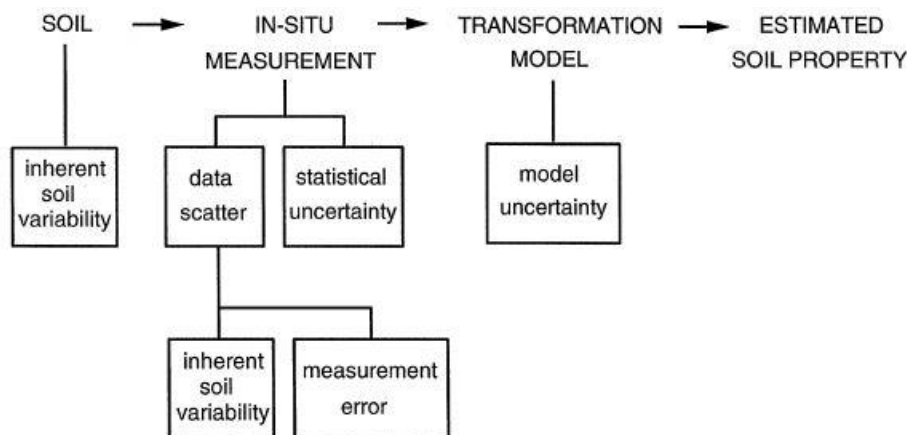 SOIL
IN-SITU
MEASUREMENT
TRANSFORMATION
MODEL
ESTIMATED
SOIL PROPERTY
inherent
soil
variability
data
scatter
statistical
uncertainty
model
uncertainty
inherent
soil
variability
measurement
error